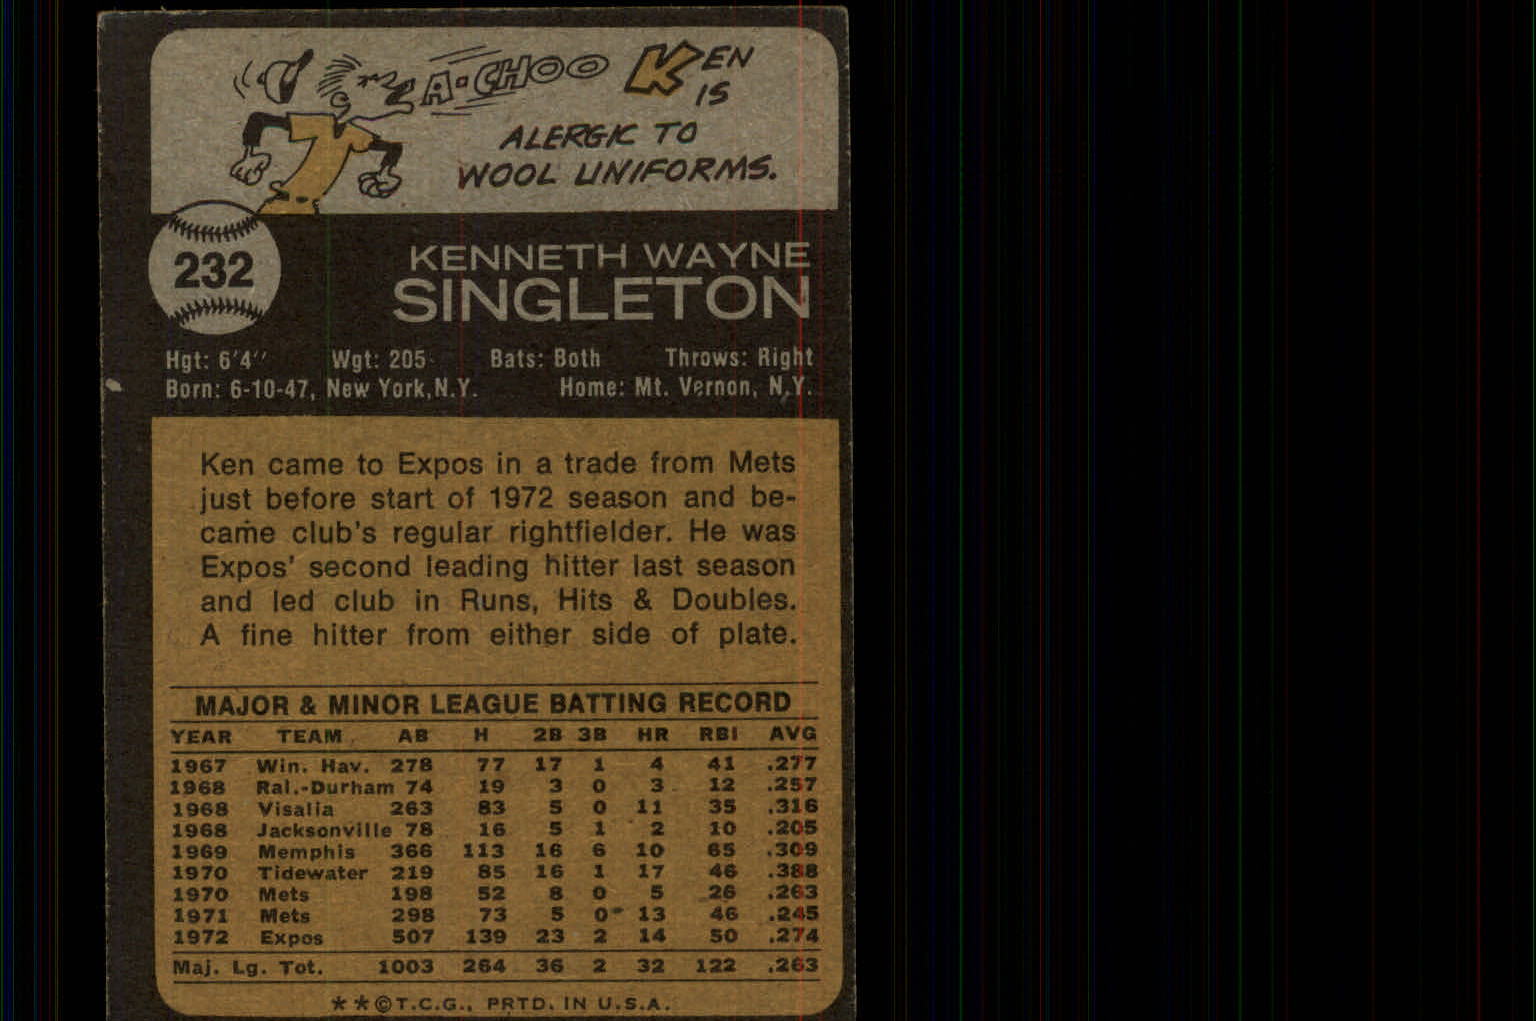 A-CHOO KEN
IS
ALERGIC TO
WOOL UNIFORMS.
232
KENNETH WAYNE
SINGLETON
Hgt: 6'4'' Wgt: 205 Bats: Both Throws: Right
Born: 6-10-47, New York,N.Y. Home: Mt. Vernon, N.Y.
Ken came to Expos in a trade from Mets
just before start of 1972 season and be-
came club's regular rightfielder. He was
Expos' second leading hitter last season
and led club in Runs, Hits & Doubles.
A fine hitter from either side of plate.
MAJOR & MINOR LEAGUE BATTING RECORD
YEAR TEAM AB H 2B 3B HR RBI AVG
1967 Win. Hav. 278 77 17 1 4 41 .277
1968 Ral.-Durham 74 19 3 0 3 12 .257
1968 Visalia 263 83 5 0 11 35 .316
1968 Jacksonville 78 16 5 1 2 10 .205
1969 Memphis 366 113 16 6 10 65 .309
1970 Tidewater 219 85 16 1 17 46 .388
1970 Mets 198 52 8 0 5 26 .263
1971 Mets 298 73 5 0 13 46 .245
1972 Expos 507 139 23 2 14 50 .274
Maj. Lg. Tot. 1003 264 36 2 32 122 .263
**©T.C.G., PRTD. IN U.S.A.